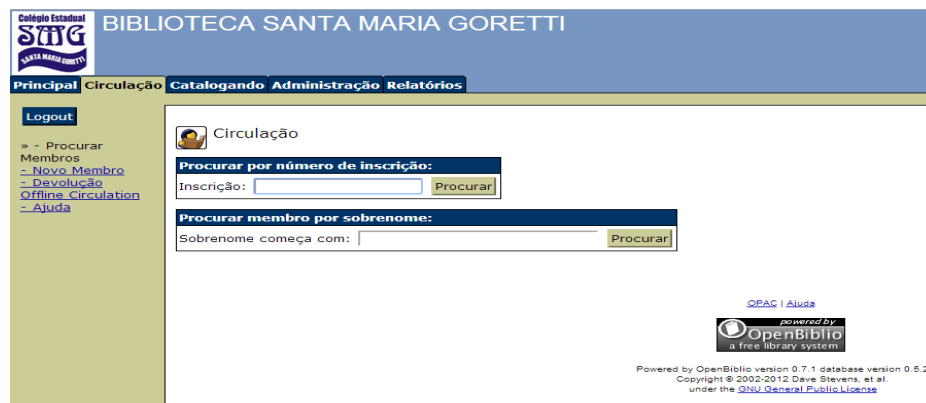 Colégio Estadual
SMG
SANTA MARIA GORETTI
BIBLIOTECA SANTA MARIA GORETTI
Principal Circulação Catalogando Administração Relatórios
Logout
» - Procurar
Membros
- Novo Membro
- Devolução
Offline Circulation
- Ajuda
Circulação
Procurar por número de inscrição:
Inscrição: Procurar
Procurar membro por sobrenome:
Sobrenome começa com: Procurar
OPAC | Ajuda
powered by
OpenBiblio
a free library system
Powered by OpenBiblio version 0.7.1 database version 0.5.2
Copyright © 2002-2012 Dave Stevens, et al.
under the GNU General Public License